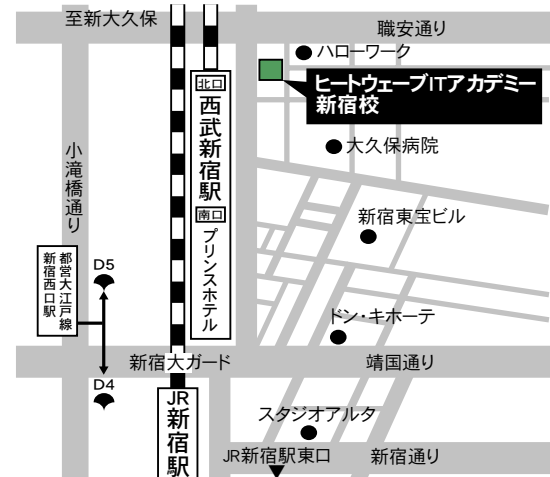 至新大久保
職安通り
ハローワーク
ヒートウェーブITアカデミー
新宿校
北口
西武新宿駅
南口
プリンスホテル
大久保病院
小滝橋通り
新宿東宝ビル
都営大江戸線
新宿西口駅
D5
ドン・キホーテ
新宿大ガード
靖国通り
D4
JR
新宿駅
スタジオアルタ
JR新宿駅東口
新宿通り